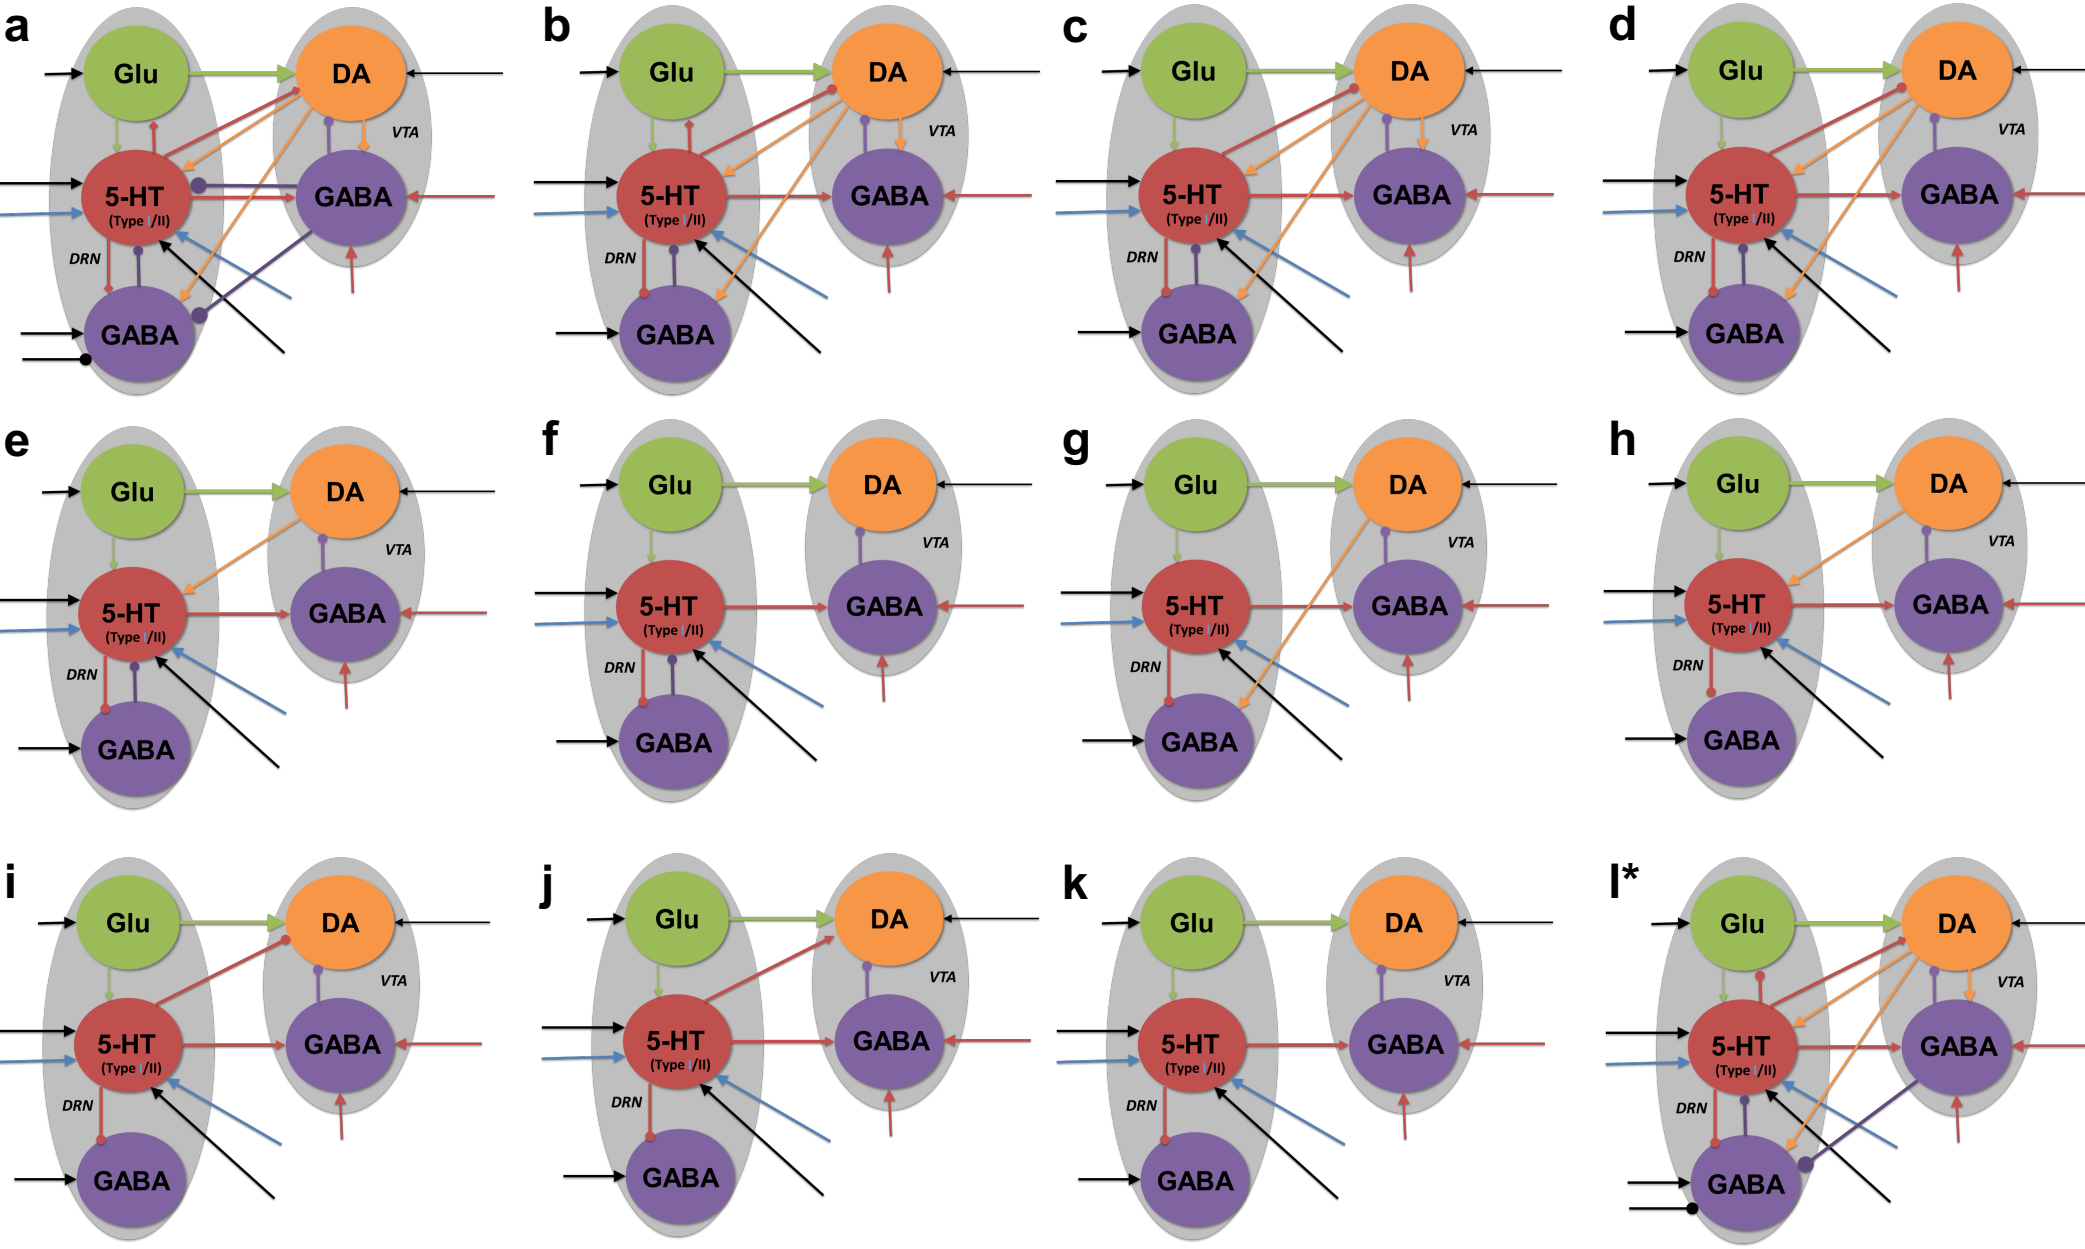 a
Glu
DA
VTA
5-HT
(Type I/II)
GABA
DRN
GABA
b
Glu
DA
VTA
5-HT
(Type I/II)
GABA
DRN
GABA
c
Glu
DA
VTA
5-HT
(Type I/II)
GABA
DRN
GABA
d
Glu
DA
VTA
5-HT
(Type I/II)
GABA
DRN
GABA
e
Glu
DA
VTA
5-HT
(Type I/II)
GABA
DRN
GABA
f
Glu
DA
VTA
5-HT
(Type I/II)
GABA
DRN
GABA
g
Glu
DA
VTA
5-HT
(Type I/II)
GABA
DRN
GABA
h
Glu
DA
VTA
5-HT
(Type I/II)
GABA
DRN
GABA
i
Glu
DA
VTA
5-HT
(Type I/II)
GABA
DRN
GABA
j
Glu
DA
VTA
5-HT
(Type I/II)
GABA
DRN
GABA
k
Glu
DA
VTA
5-HT
(Type I/II)
GABA
DRN
GABA
l*
Glu
DA
VTA
5-HT
(Type I/II)
GABA
DRN
GABA